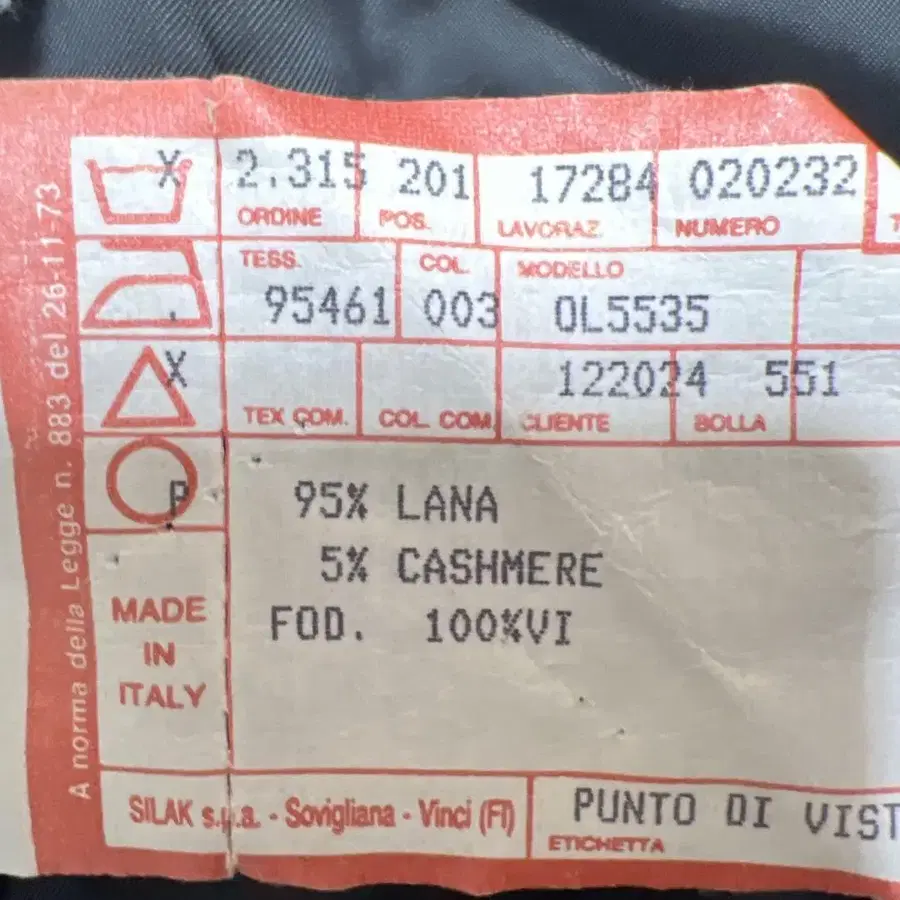 A norma della Legge n. 883 del 26-11-73
X
2.315 201 17284 020232
ORDINE POS. LAVORAZ. NUMERO
TESS. COL. MODELLO
95461 003 OL5535
X
122024 551
TEX COM. COL. COM. CLIENTE BOLLA
P
95% LANA
5% CASHMERE
FOD. 100%VI
MADE
IN
ITALY
SILAK s.p.a. - Sovigliana - Vinci (FI)
PUNTO DI VIST
ETICHETTA